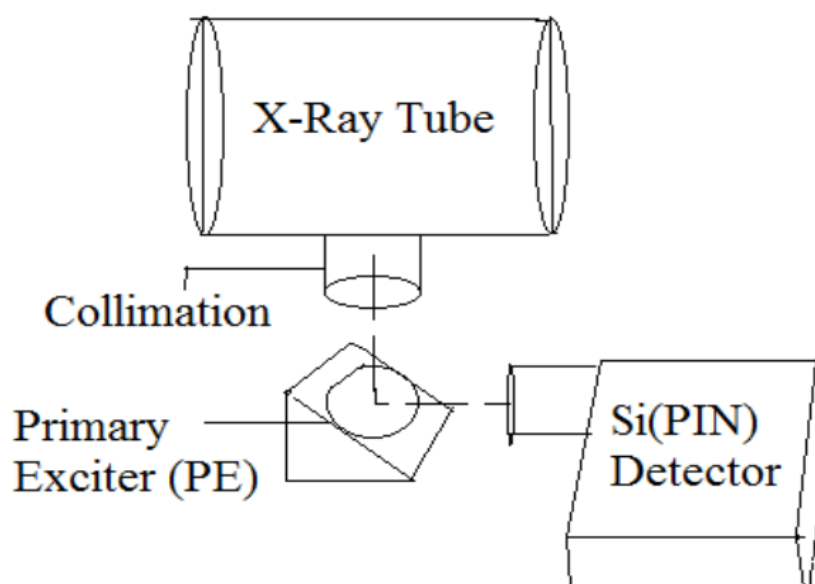 X-Ray Tube
Collimation
Primary
Exciter (PE)
Si(PIN)
Detector